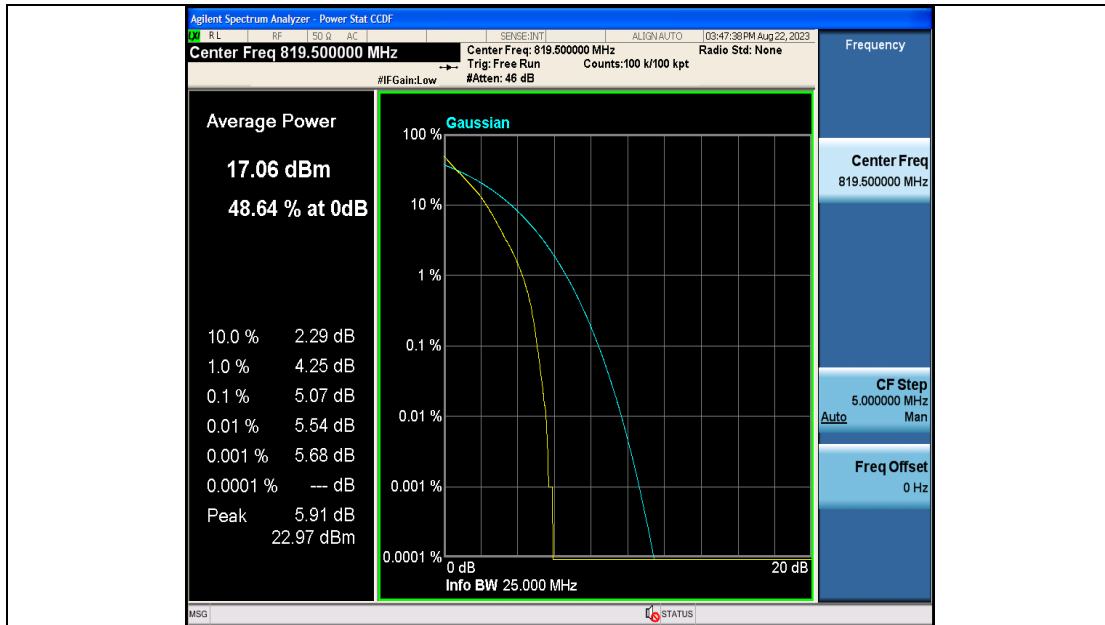 Agilent Spectrum Analyzer - Power Stat CCDF
LXI RL RF 50 Ω AC SENSE:INT ALIGN AUTO 03:47:38 PM Aug 22, 2023
Center Freq 819.500000 MHz
Center Freq: 819.500000 MHz Radio Std: None
Trig: Free Run Counts:100 k/100 kpt
#IFGain:Low #Atten: 46 dB
Average Power
17.06 dBm
48.64 % at 0dB
10.0 % 2.29 dB
1.0 % 4.25 dB
0.1 % 5.07 dB
0.01 % 5.54 dB
0.001 % 5.68 dB
0.0001 % --- dB
Peak 5.91 dB
22.97 dBm
Gaussian
100 %
10 %
1 %
0.1 %
0.01 %
0.001 %
0.0001 %
0 dB 20 dB
Info BW 25.000 MHz
Frequency
Center Freq
819.500000 MHz
CF Step
5.000000 MHz
Auto Man
Freq Offset
0 Hz
MSG STATUS